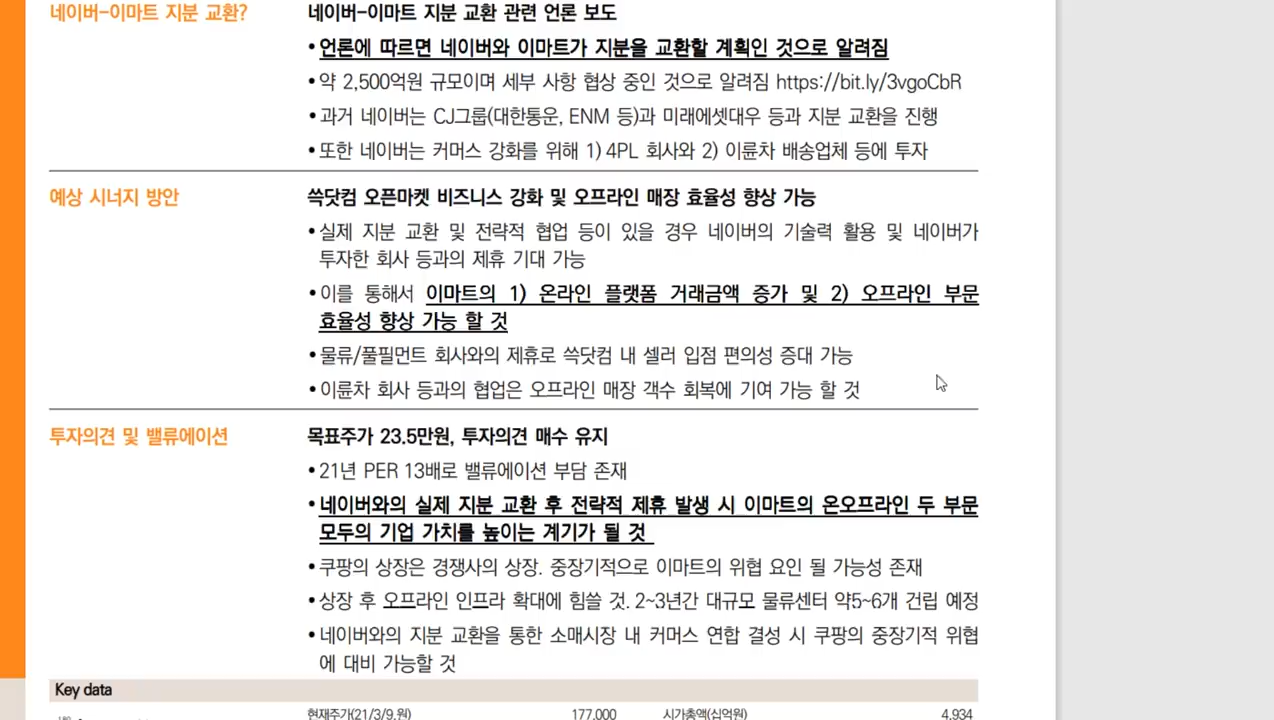 네이버-이마트 지분 교환?
네이버-이마트 지분 교환 관련 언론 보도
•언론에 따르면 네이버와 이마트가 지분을 교환할 계획인 것으로 알려짐
•약 2,500억원 규모이며 세부 사항 협상 중인 것으로 알려짐 https://bit.ly/3vgoCbR
•과거 네이버는 CJ그룹(대한통운, ENM 등)과 미래에셋대우 등과 지분 교환을 진행
•또한 네이버는 커머스 강화를 위해 1) 4PL 회사와 2) 이륜차 배송업체 등에 투자
예상 시너지 방안
쓱닷컴 오픈마켓 비즈니스 강화 및 오프라인 매장 효율성 향상 가능
•실제 지분 교환 및 전략적 협업 등이 있을 경우 네이버의 기술력 활용 및 네이버가
투자한 회사 등과의 제휴 기대 가능
•이를 통해서 이마트의 1) 온라인 플랫폼 거래금액 증가 및 2) 오프라인 부문
효율성 향상 가능 할 것
•물류/풀필먼트 회사와의 제휴로 쓱닷컴 내 셀러 입점 편의성 증대 가능
•이륜차 회사 등과의 협업은 오프라인 매장 객수 회복에 기여 가능 할 것
투자의견 및 밸류에이션
목표주가 23.5만원, 투자의견 매수 유지
•21년 PER 13배로 밸류에이션 부담 존재
•네이버와의 실제 지분 교환 후 전략적 제휴 발생 시 이마트의 온오프라인 두 부문
모두의 기업 가치를 높이는 계기가 될 것
•쿠팡의 상장은 경쟁사의 상장. 중장기적으로 이마트의 위협 요인 될 가능성 존재
•상장 후 오프라인 인프라 확대에 힘쓸 것. 2~3년간 대규모 물류센터 약5~6개 건립 예정
•네이버와의 지분 교환을 통한 소매시장 내 커머스 연합 결성 시 쿠팡의 중장기적 위협
에 대비 가능할 것
Key data
현재주가(21/3/9,원) 177,000 시가총액(십억원) 4,934